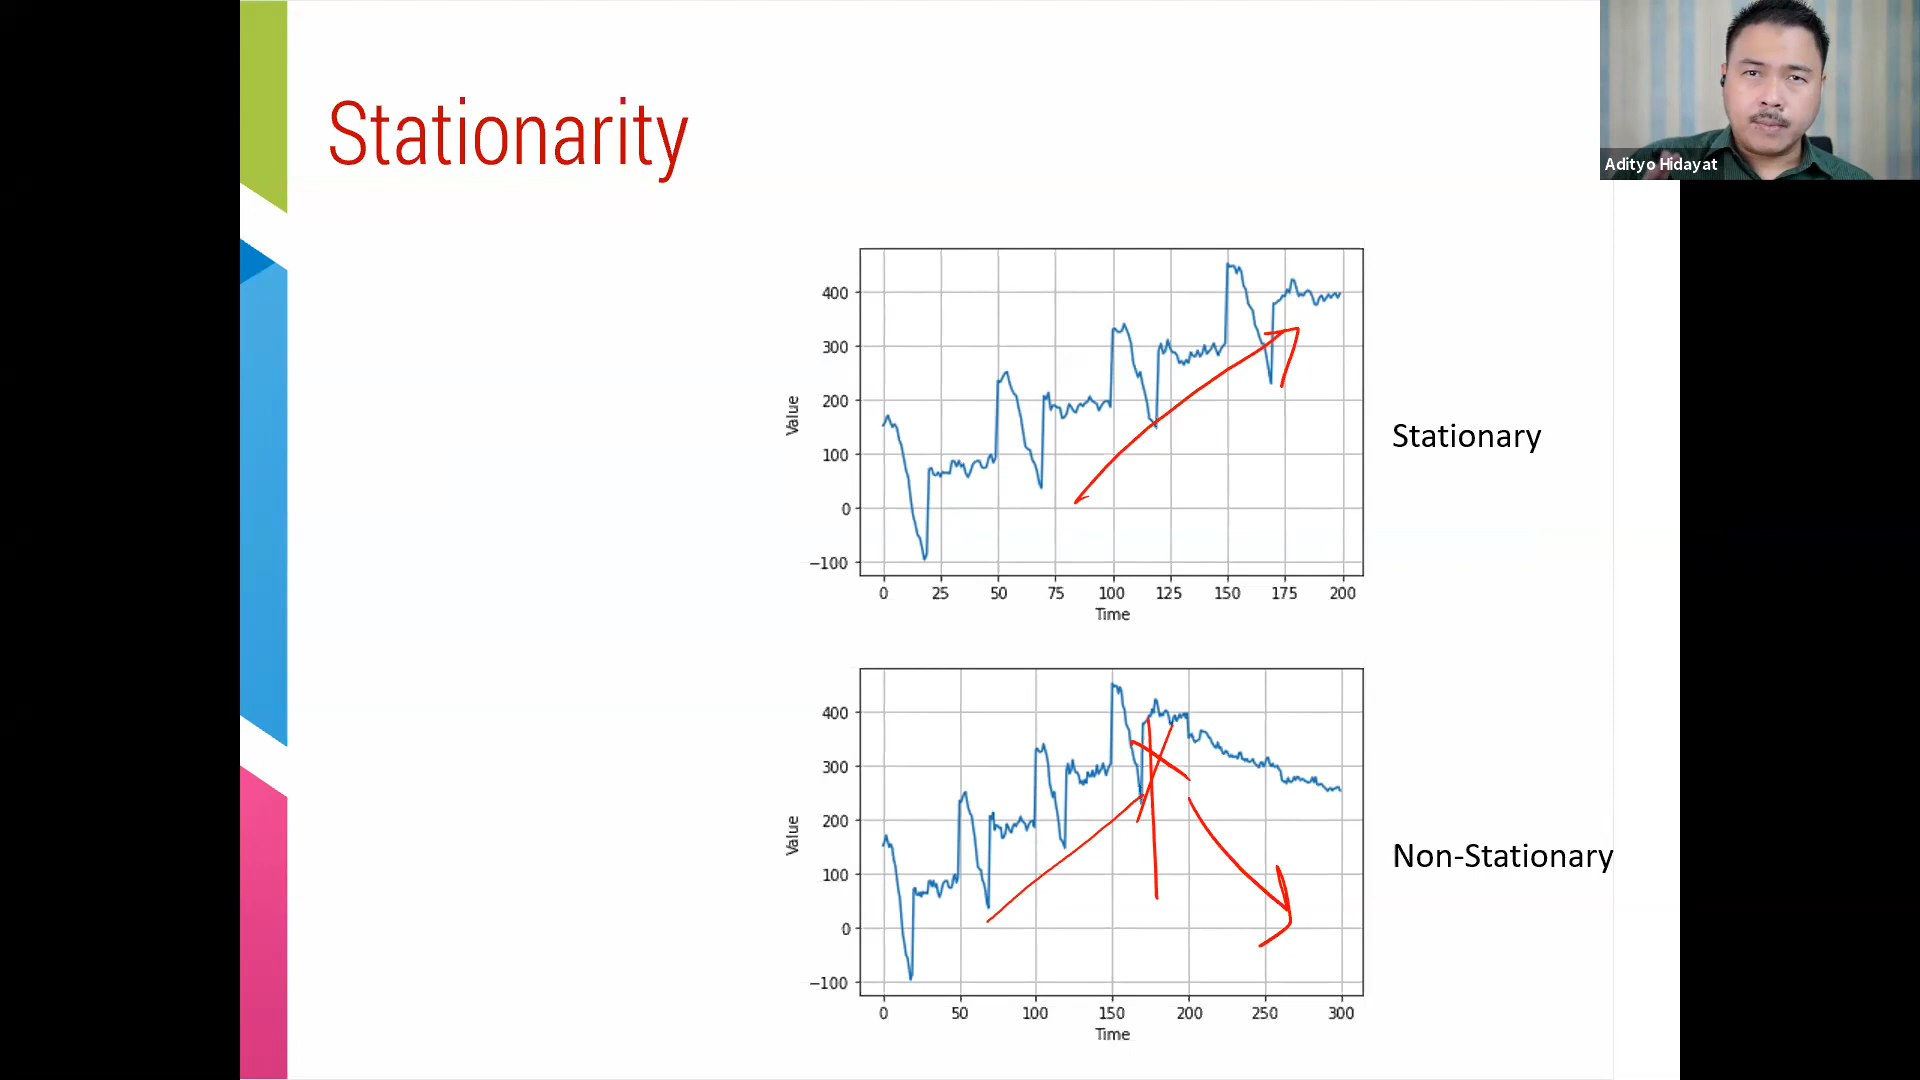 Stationarity
Adityo Hidayat
400
300
200
100
0
−100
Value
0 25 50 75 100 125 150 175 200
Time
Stationary
400
300
200
100
0
−100
Value
0 50 100 150 200 250 300
Time
Non-Stationary